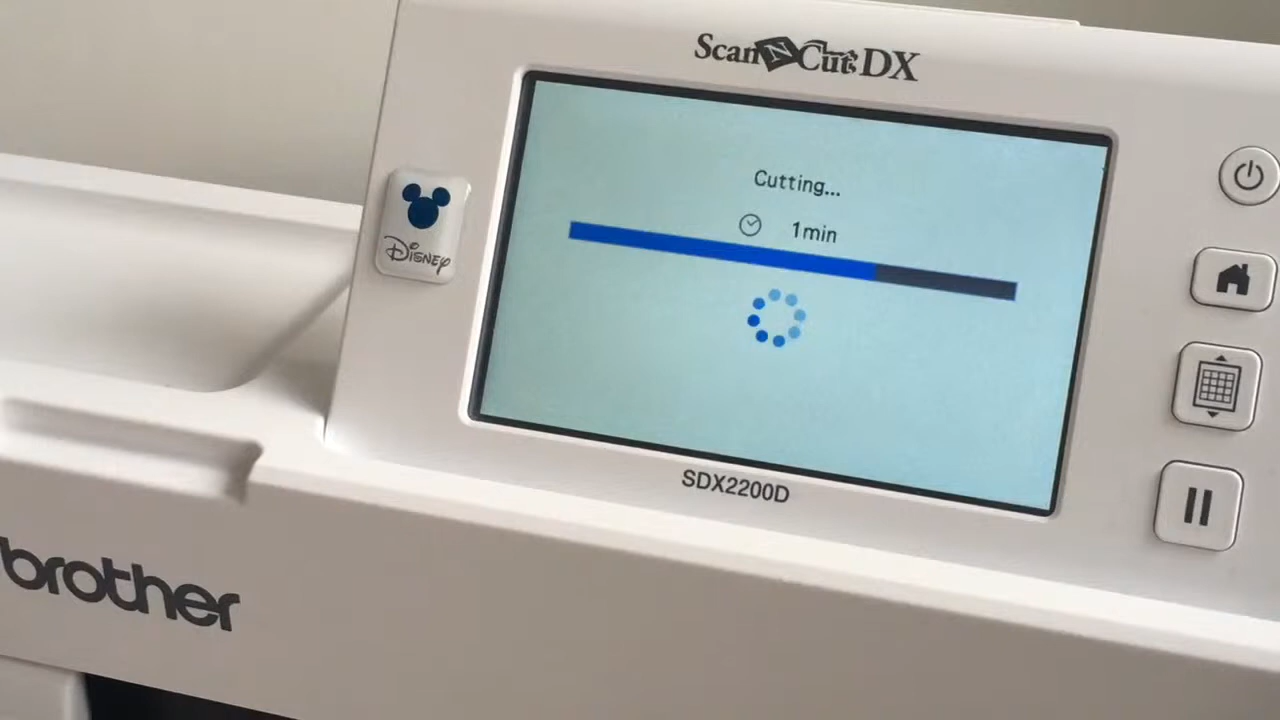 ScanNCut DX
Cutting...
1min
Disney
SDX2200D
brother